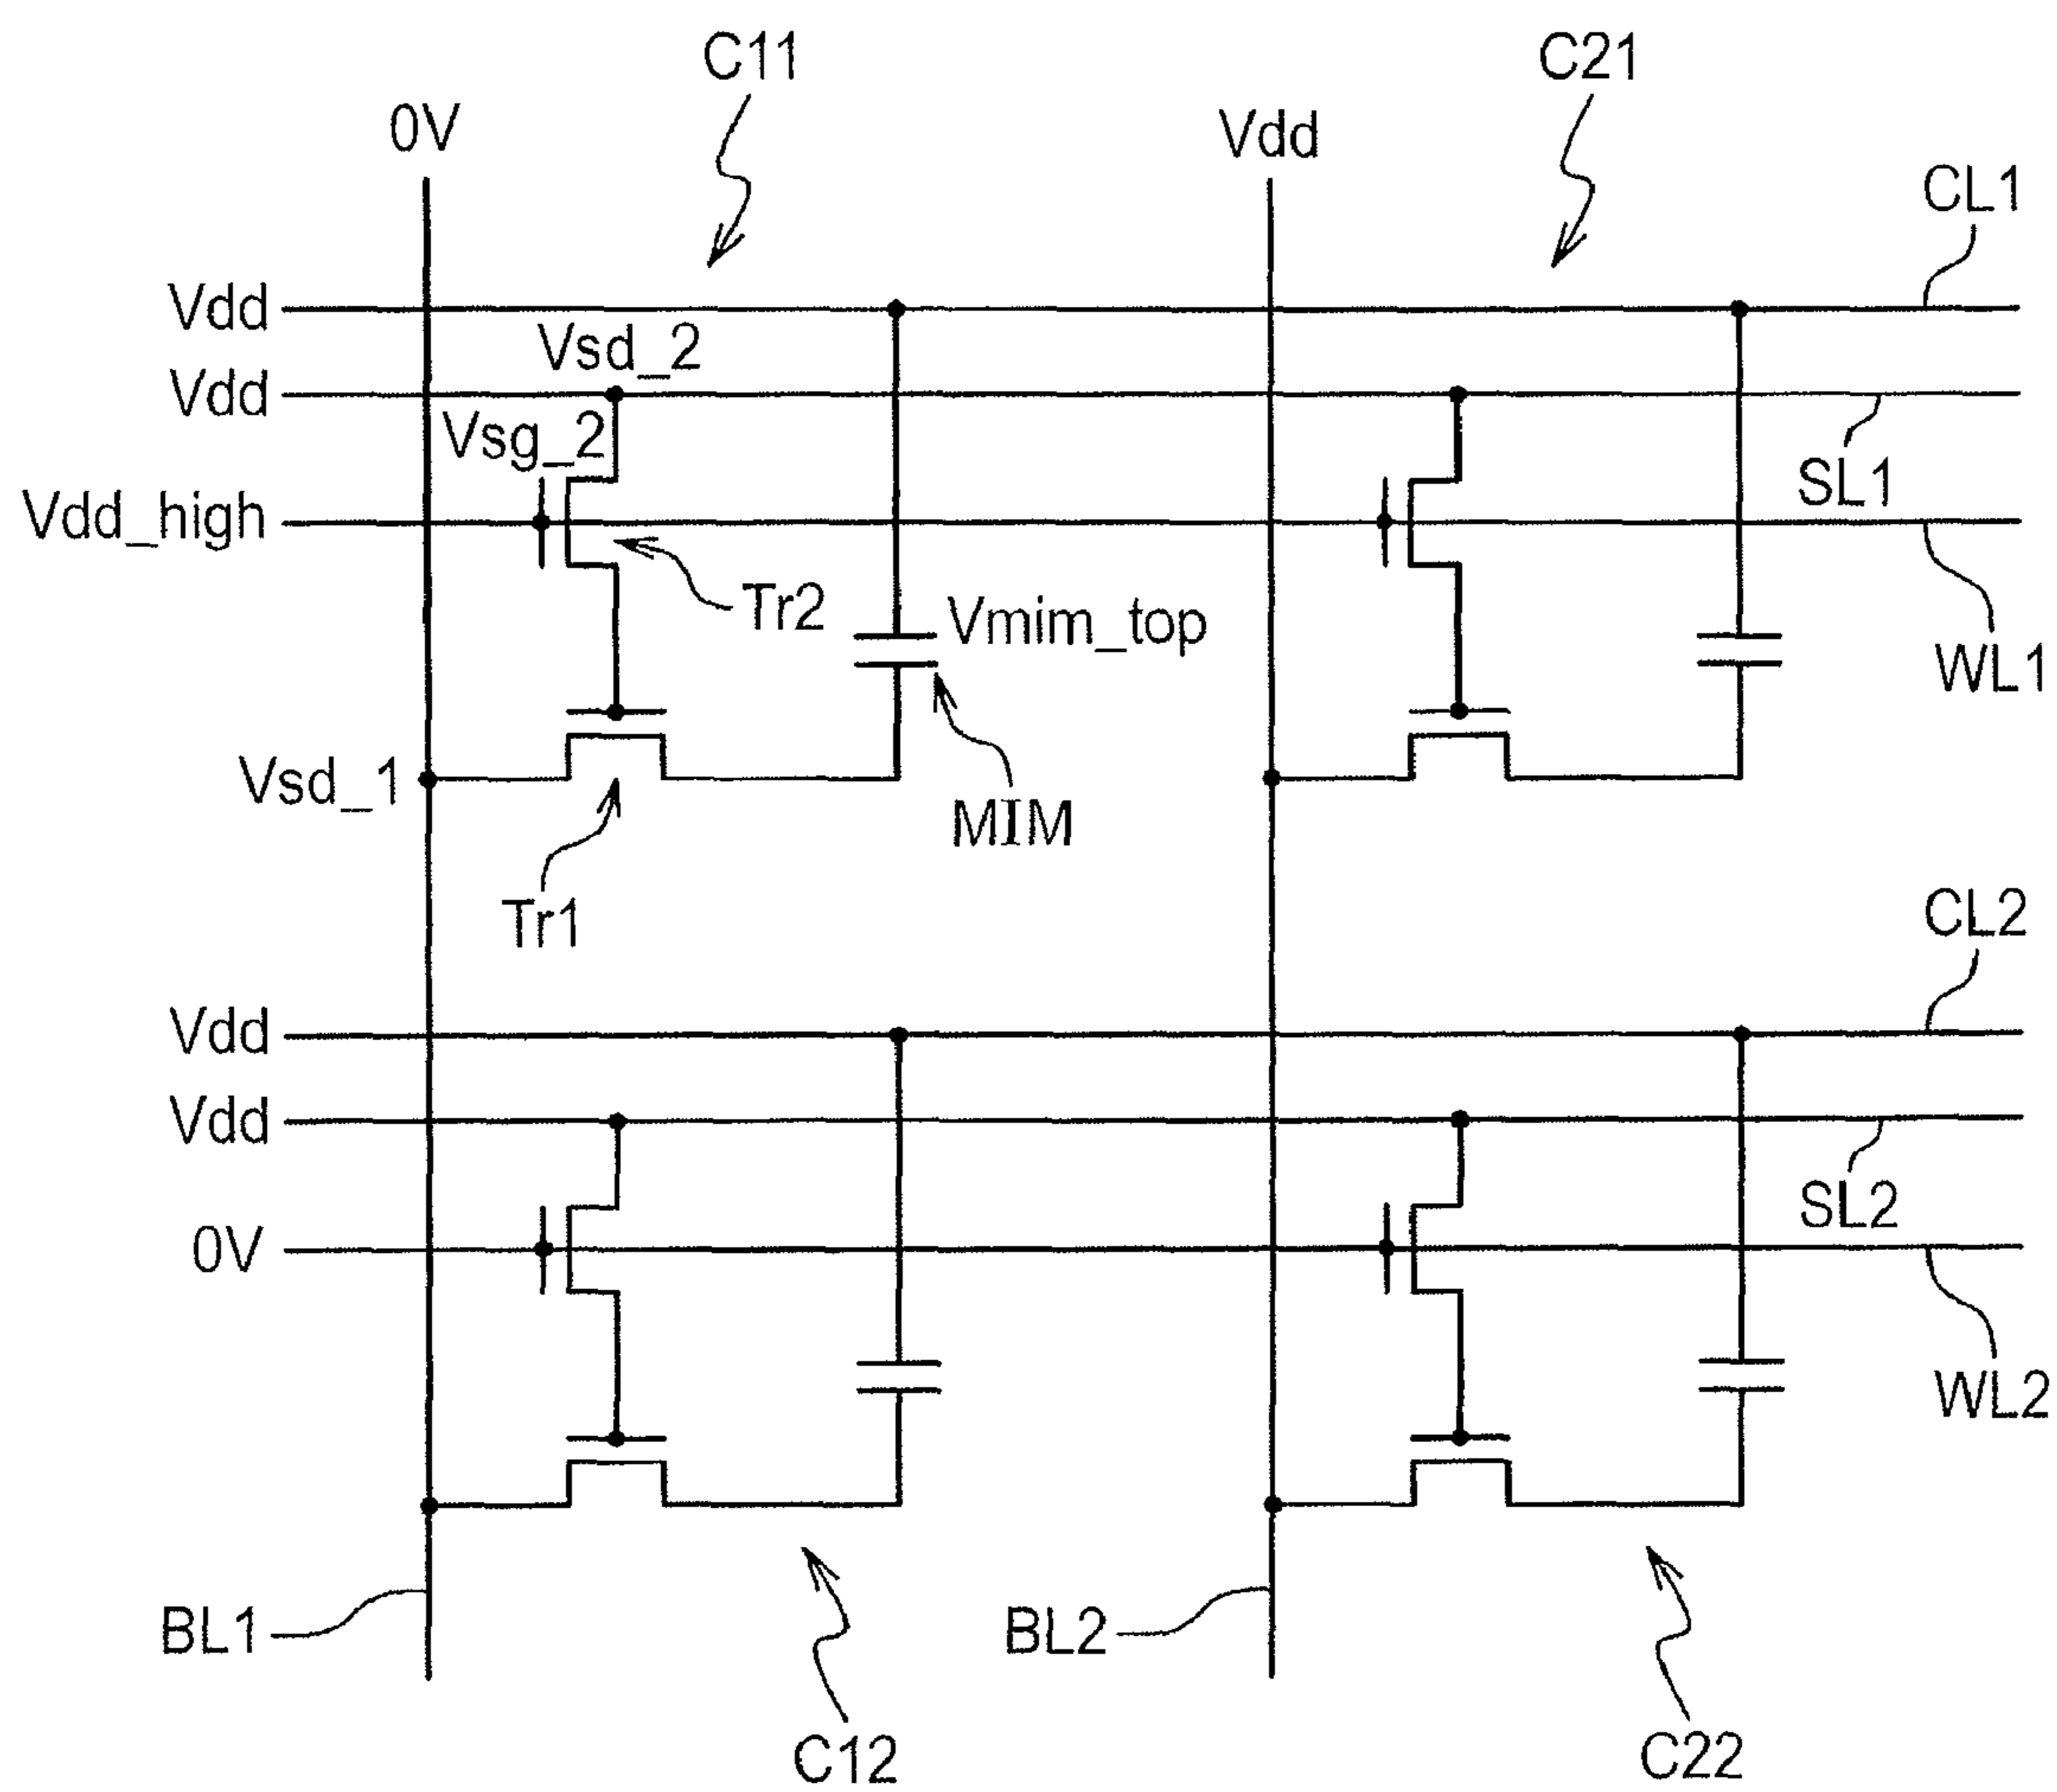 C11
C21
0V
Vdd
CL1
Vdd
Vsd_2
Vdd
Vsg_2
SL1
Vdd_high
Tr2
Vmim_top
WL1
Vsd_1
MIM
Tr1
CL2
Vdd
Vdd
SL2
0V
WL2
BL1
BL2
C12
C22